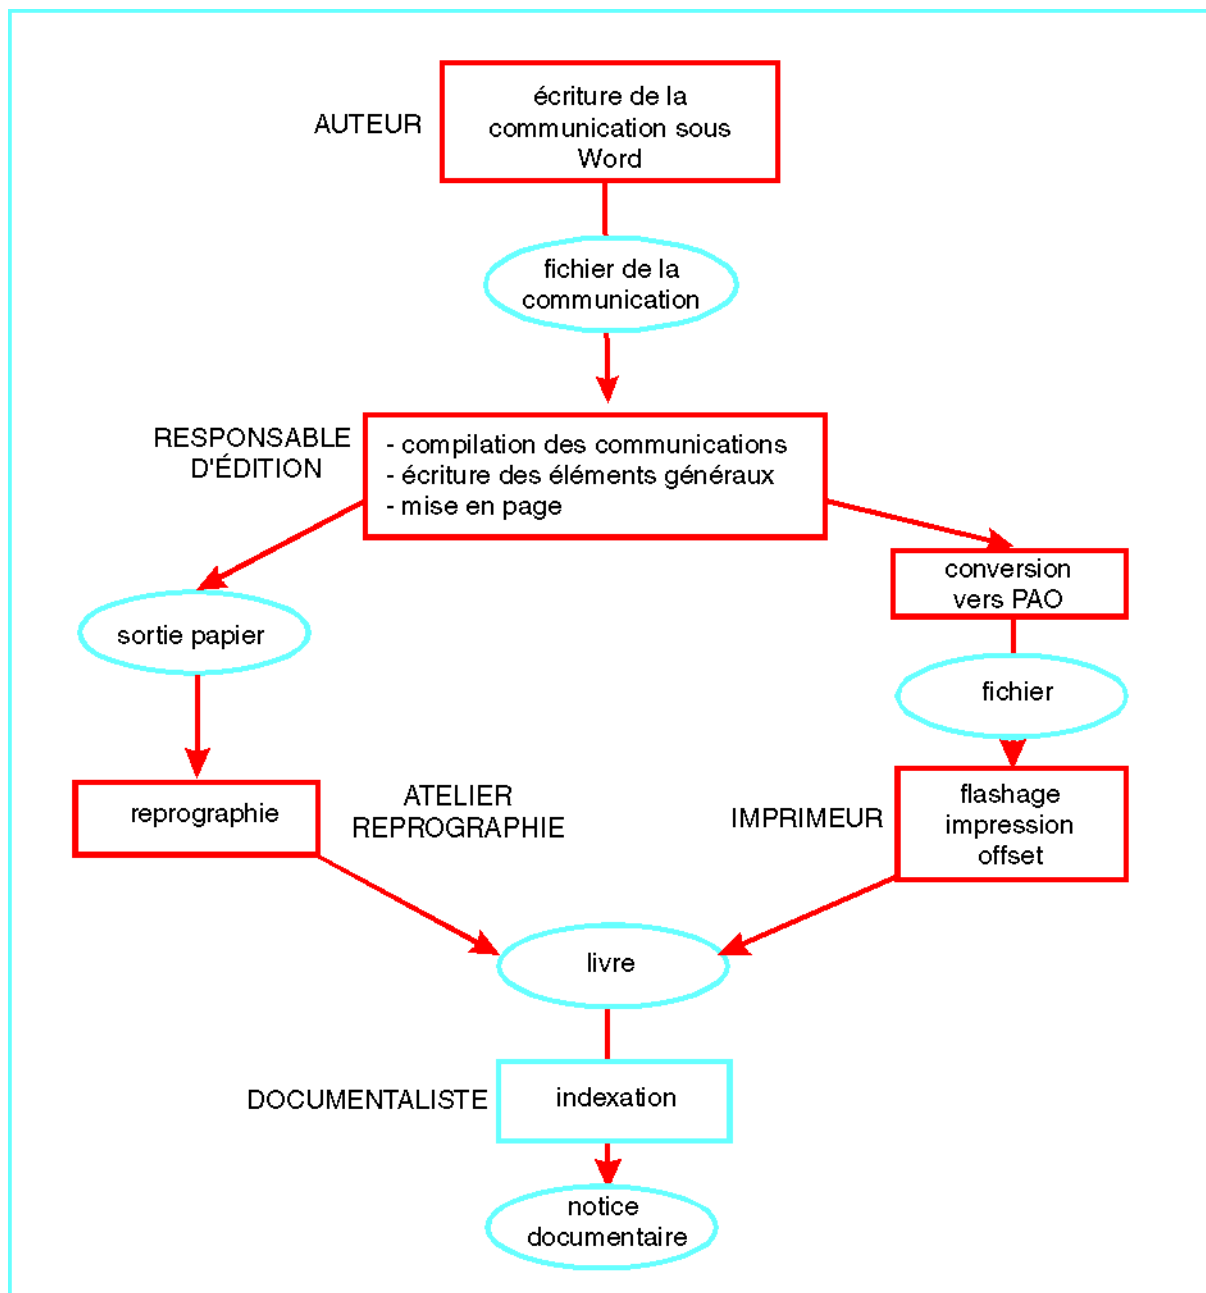 AUTEUR
écriture de la
communication sous
Word
fichier de la
communication
RESPONSABLE
D'ÉDITION
- compilation des communications
- écriture des éléments généraux
- mise en page
conversion
vers PAO
sortie papier
fichier
reprographie
ATELIER
REPROGRAPHIE
IMPRIMEUR
flashage
impression
offset
livre
DOCUMENTALISTE
indexation
notice
documentaire